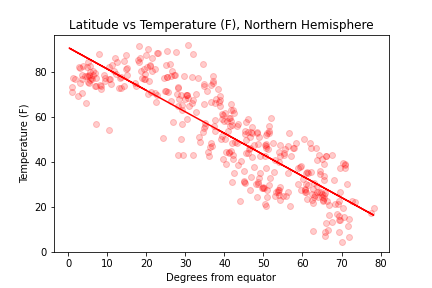 Latitude vs Temperature (F), Northern Hemisphere
Temperature (F)
80
60
40
20
0
0 10 20 30 40 50 60 70 80
Degrees from equator